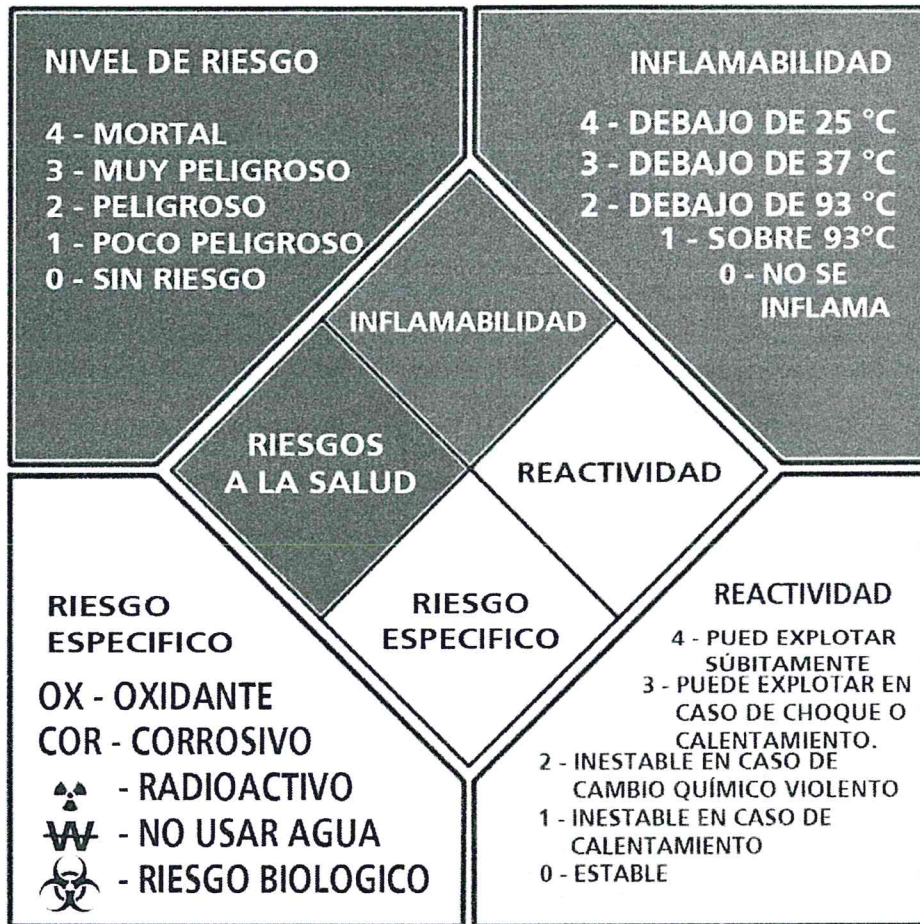 NIVEL DE RIESGO
4 - MORTAL
3 - MUY PELIGROSO
2 - PELIGROSO
1 - POCO PELIGROSO
0 - SIN RIESGO
INFLAMABILIDAD
4 - DEBAJO DE 25 °C
3 - DEBAJO DE 37 °C
2 - DEBAJO DE 93 °C
1 - SOBRE 93°C
0 - NO SE
INFLAMA
INFLAMABILIDAD
RIESGOS
A LA SALUD
REACTIVIDAD
RIESGO
ESPECIFICO
RIESGO
ESPECIFICO
OX - OXIDANTE
COR - CORROSIVO
- RADIOACTIVO
W - NO USAR AGUA
- RIESGO BIOLOGICO
REACTIVIDAD
4 - PUED EXPLOTAR
SÚBITAMENTE
3 - PUEDE EXPLOTAR EN
CASO DE CHOQUE O
CALENTAMIENTO.
2 - INESTABLE EN CASO DE
CAMBIO QUÍMICO VIOLENTO
1 - INESTABLE EN CASO DE
CALENTAMIENTO
0 - ESTABLE